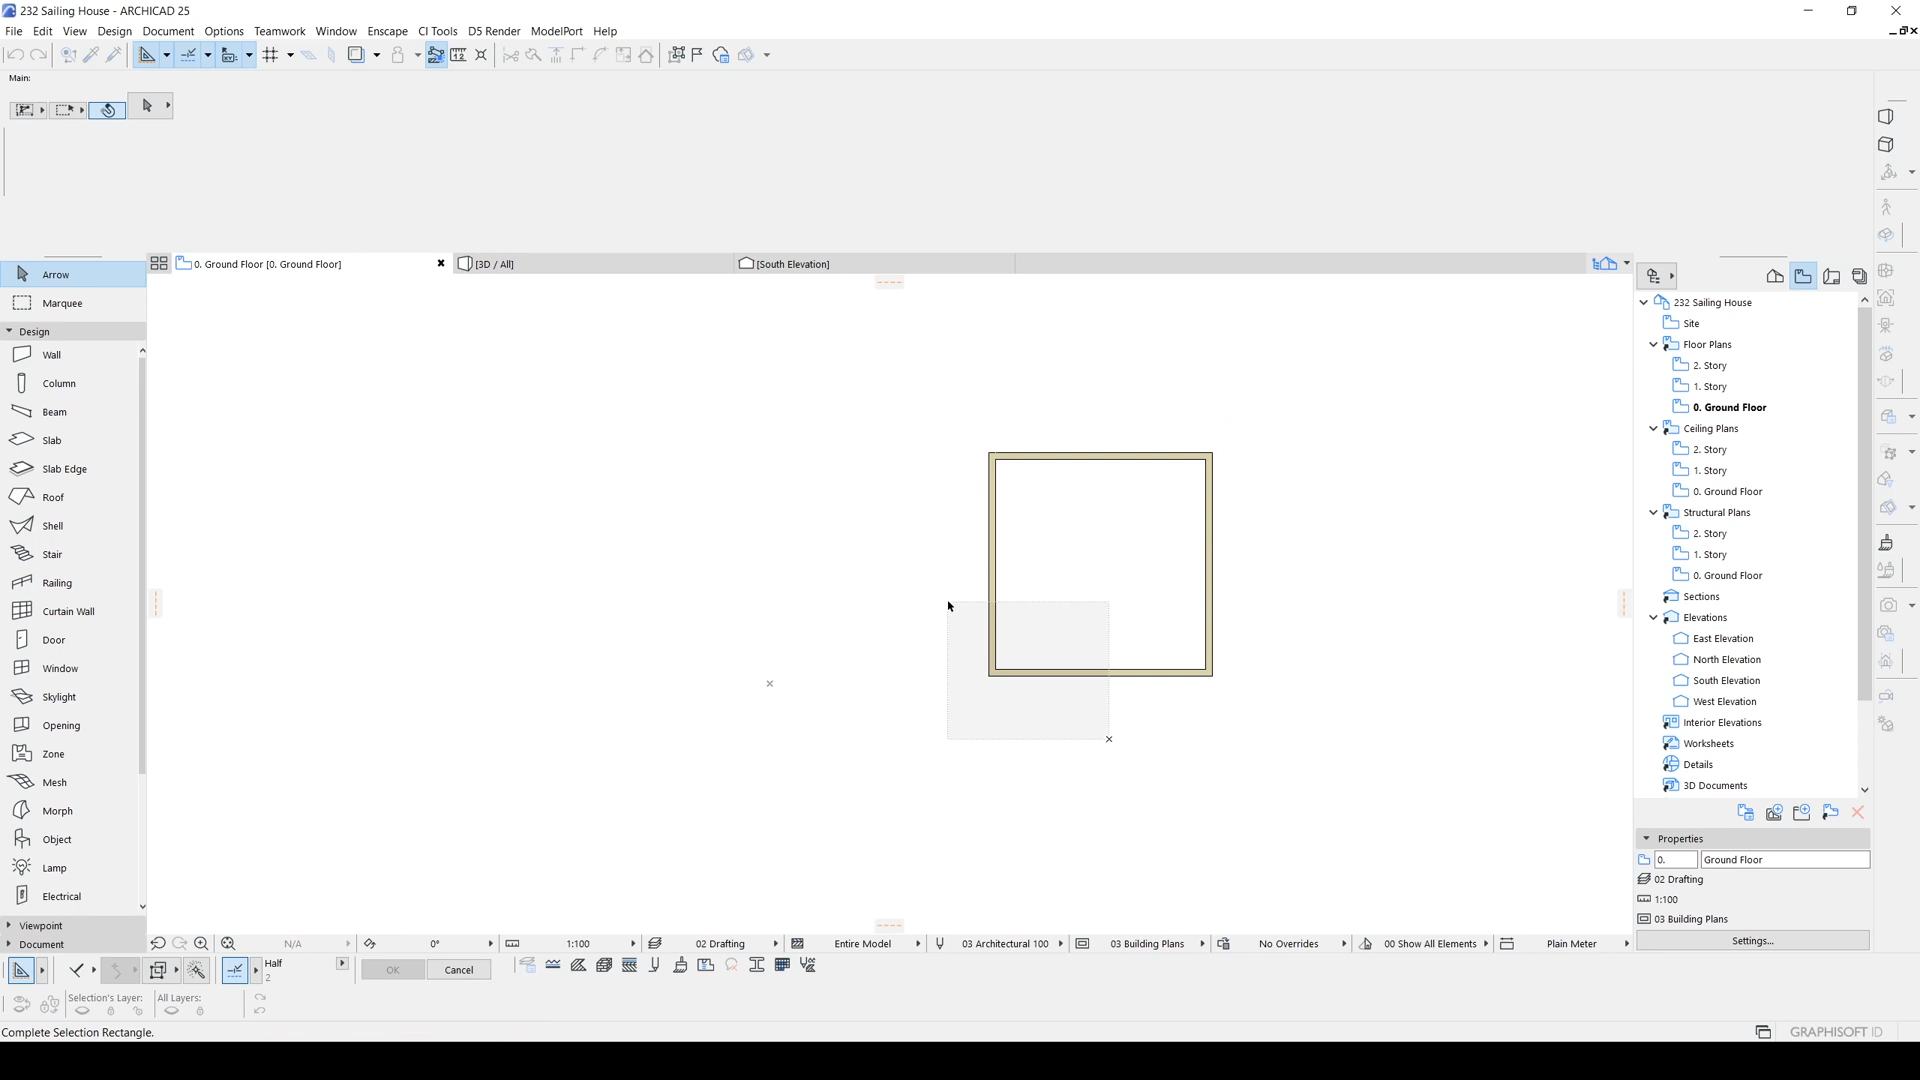 232 Sailing House - ARCHICAD 25
File Edit View Design Document Options Teamwork Window Enscape CI Tools D5 Render ModelPort Help
Main:
0. Ground Floor [0. Ground Floor]
[3D / All]
[South Elevation]
Arrow
Marquee
Design
Wall
Column
Beam
Slab
Slab Edge
Roof
Shell
Stair
Railing
Curtain Wall
Door
Window
Skylight
Opening
Zone
Mesh
Morph
Object
Lamp
Electrical
Viewpoint
Document
232 Sailing House
Site
Floor Plans
2. Story
1. Story
0. Ground Floor
Ceiling Plans
2. Story
1. Story
0. Ground Floor
Structural Plans
2. Story
1. Story
0. Ground Floor
Sections
Elevations
East Elevation
North Elevation
South Elevation
West Elevation
Interior Elevations
Worksheets
Details
3D Documents
Properties
0. Ground Floor
02 Drafting
1:100
03 Building Plans
Settings...
N/A 0° 1:100 02 Drafting Entire Model 03 Architectural 100 03 Building Plans No Overrides 00 Show All Elements Plain Meter
Half
2
OK Cancel
Selection's Layer: All Layers:
Complete Selection Rectangle.
GRAPHISOFT ID